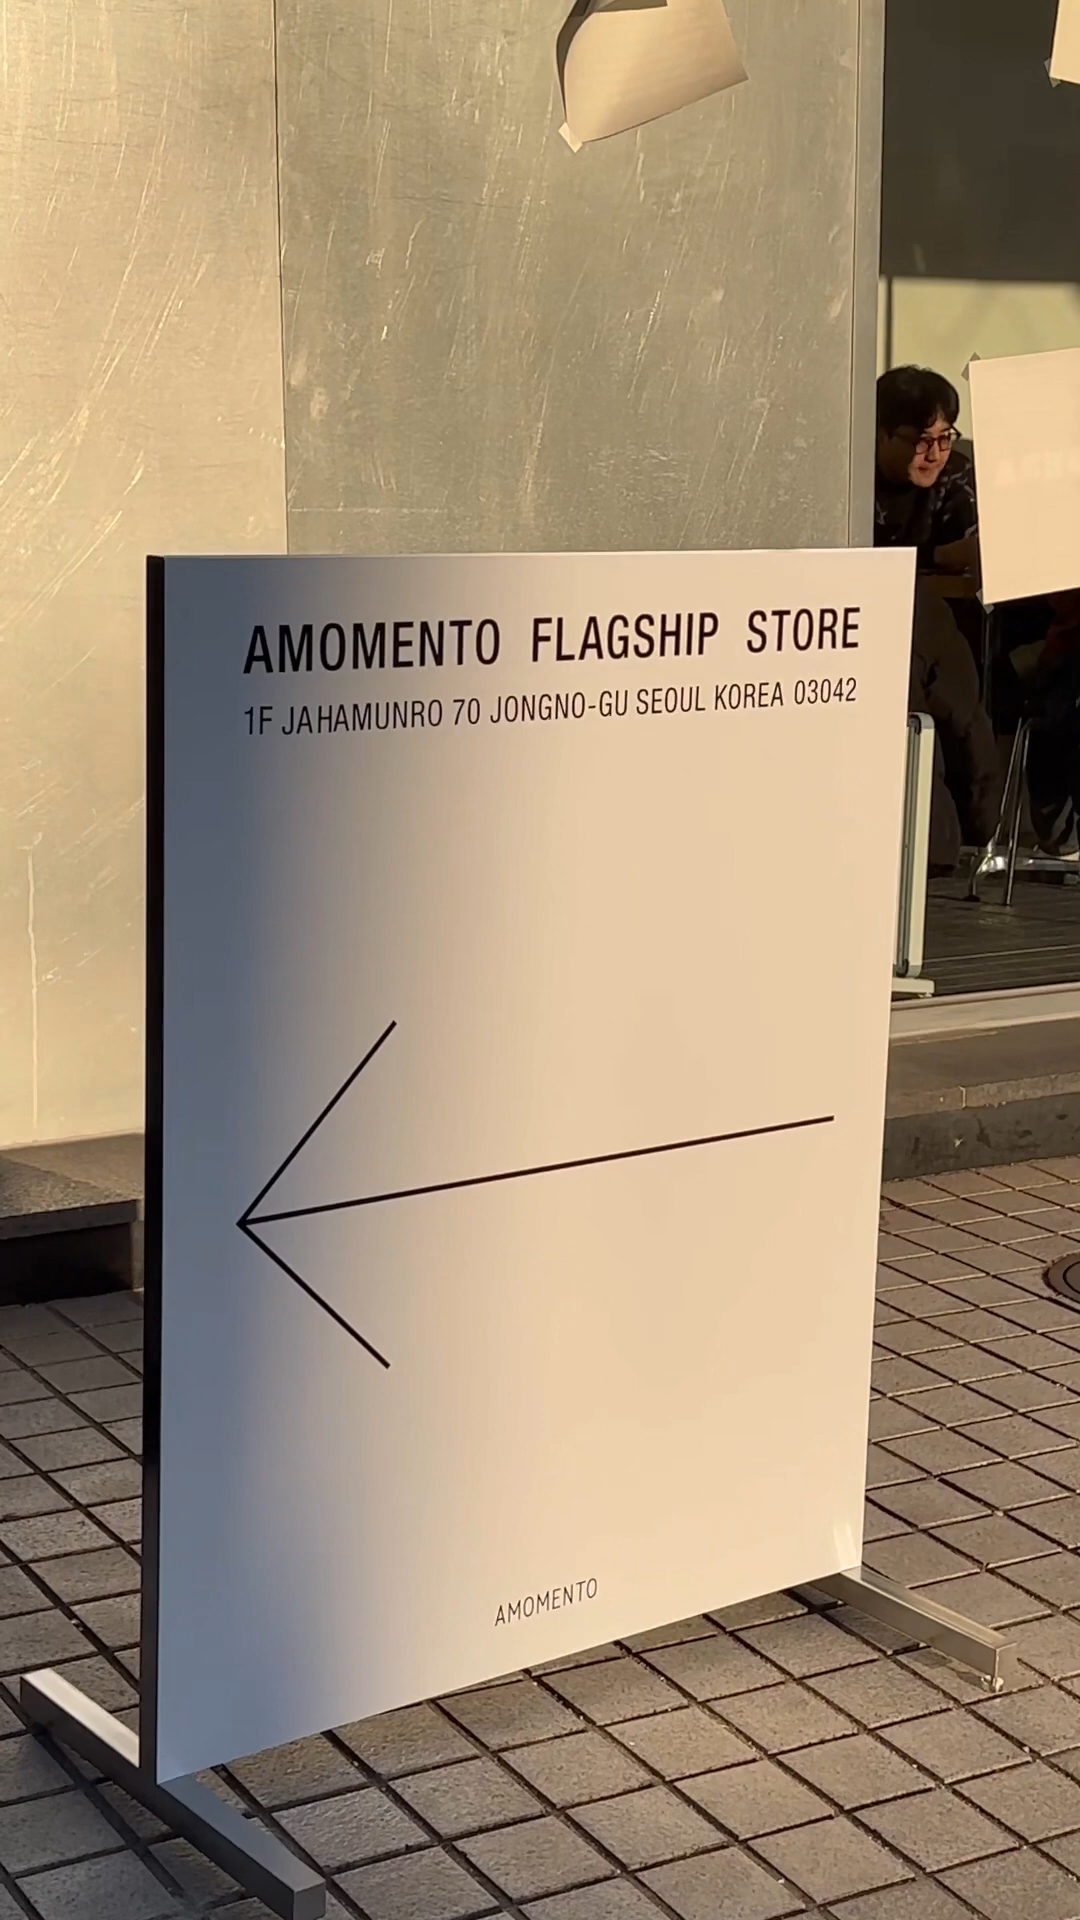 AMOMENTO FLAGSHIP STORE
1F JAHAMUNRO 70 JONGNO-GU SEOUL KOREA 03042
AMOMENTO